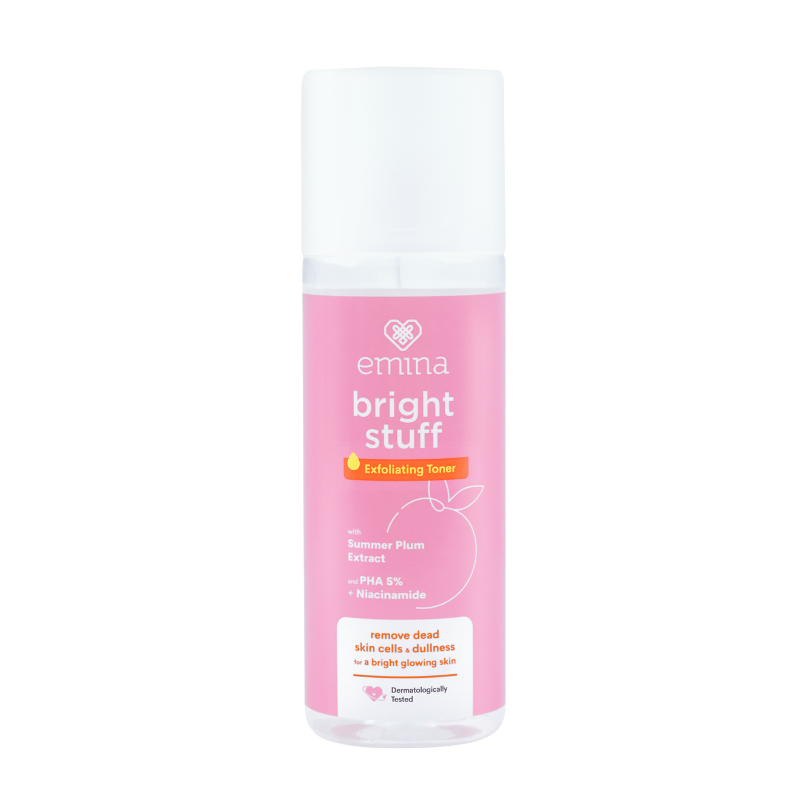 emina
bright
stuff
Exfoliating Toner
with
Summer Plum
Extract
and PHA 5%
+ Niacinamide
remove dead
skin cells & dullness
for a bright glowing skin
Dermatologically
Tested